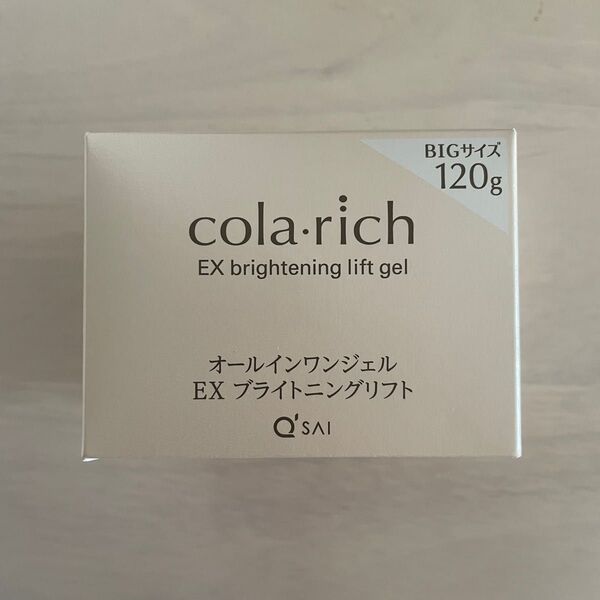 BIGサイズ
120g
cola·rich
EX brightening lift gel
オールインワンジェル
EX ブライトニングリフト
Q'SAI